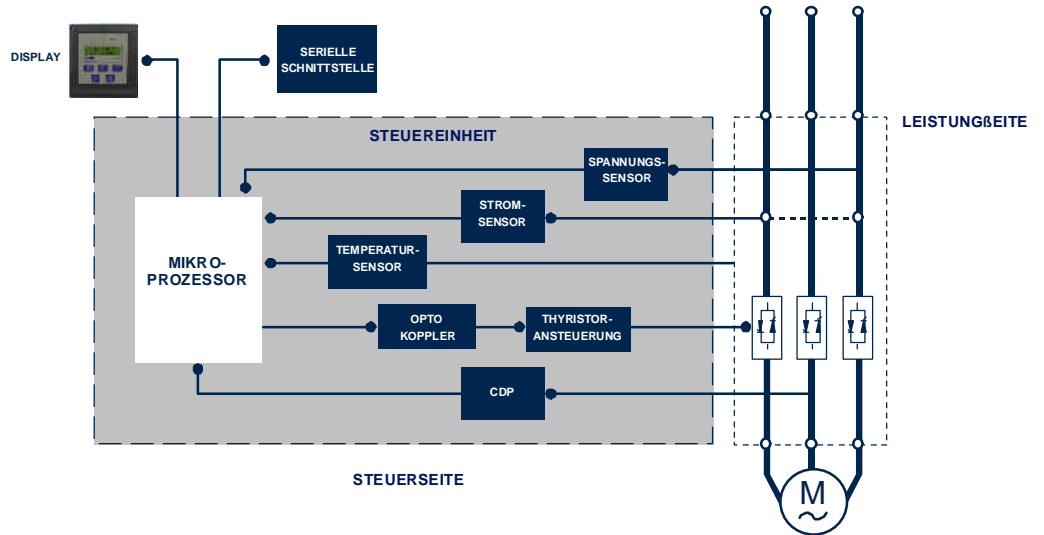 DISPLAY
SERIELLE
SCHNITTSTELLE
STEUEREINHEIT
LEISTUNGßEITE
SPANNUNGS-
SENSOR
STROM-
SENSOR
TEMPERATUR-
SENSOR
MIKRO-
PROZESSOR
OPTO
KOPPLER
THYRISTOR-
ANSTEUERUNG
CDP
STEUERSEITE
M